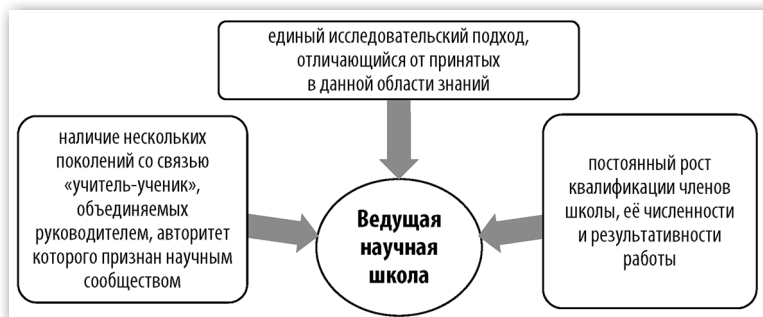 единый исследовательский подход,
отличающийся от принятых
в данной области знаний
наличие нескольких
поколений со связью
«учитель-ученик»,
объединяемых
руководителем, авторитет
которого признан научным
сообществом
Ведущая
научная
школа
постоянный рост
квалификации членов
школы, её численности
и результативности
работы